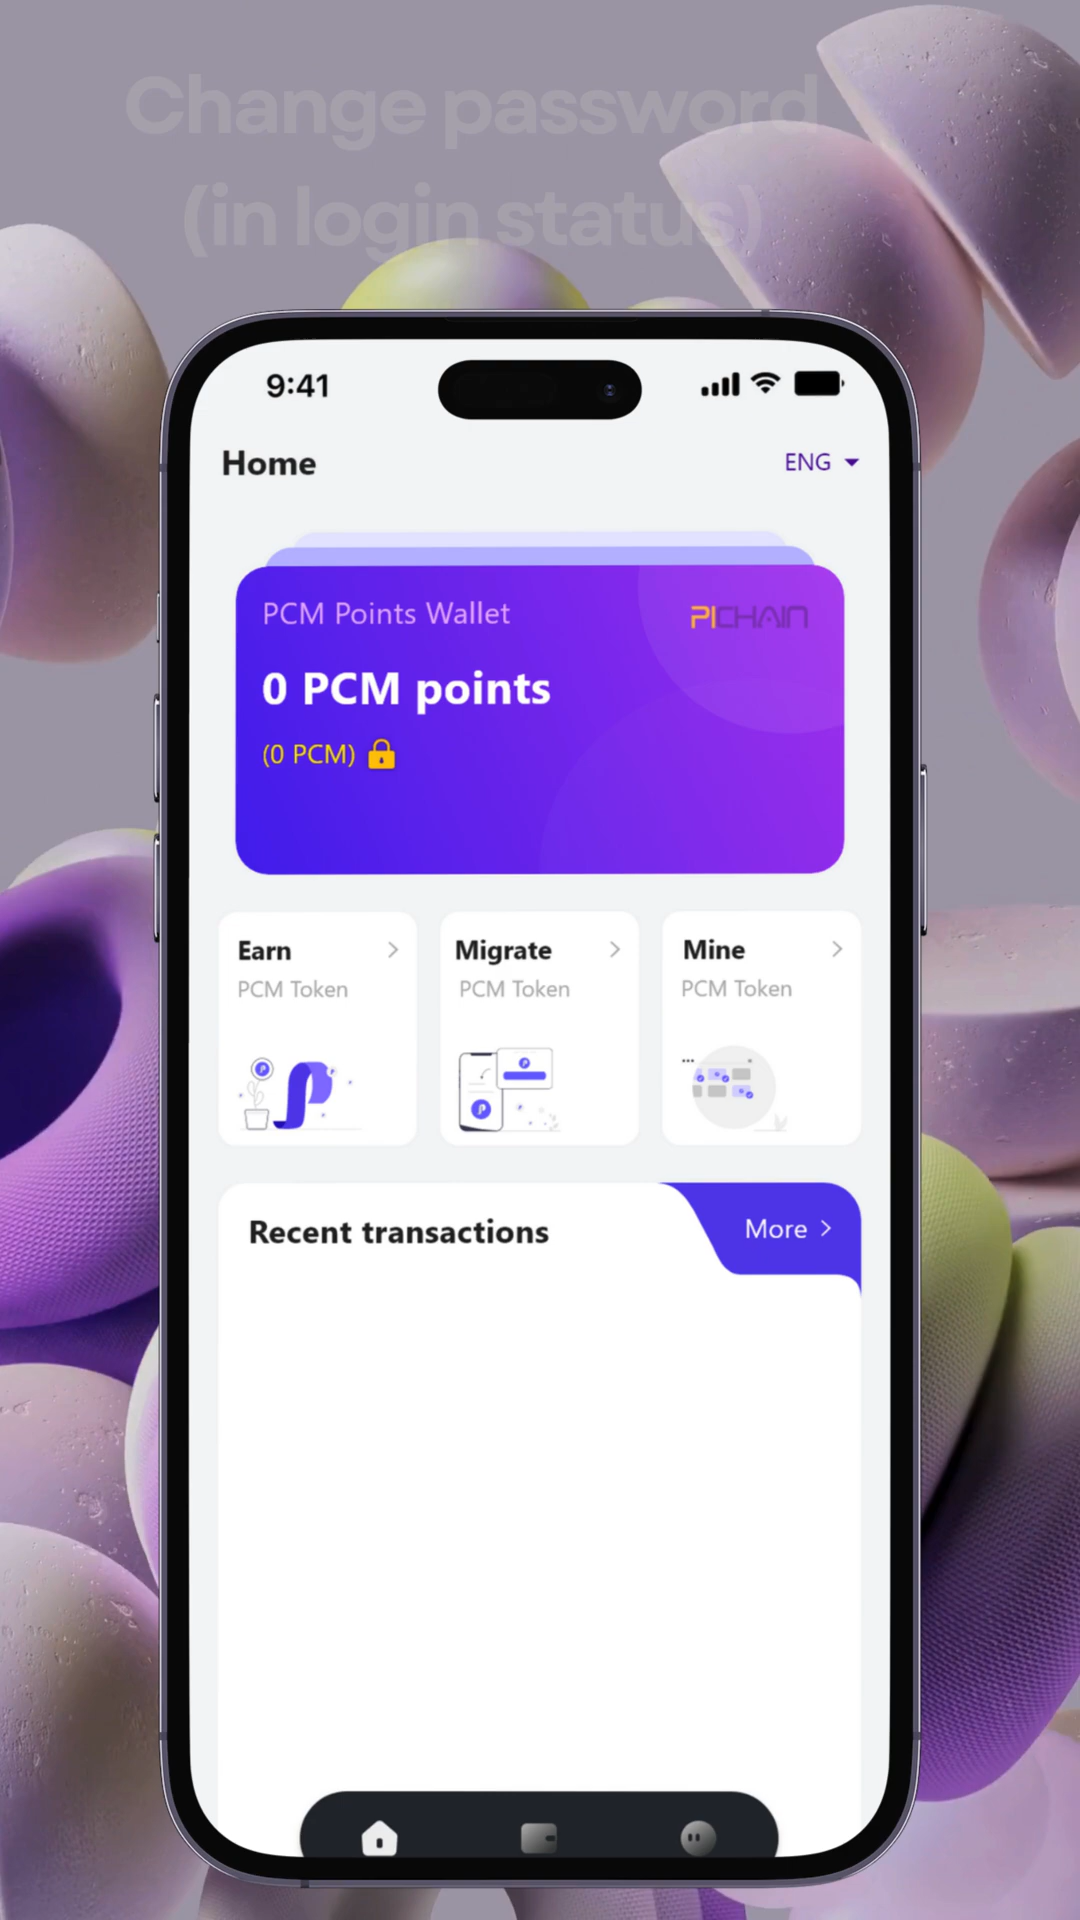 Change password
(in login status)
9:41
Home
ENG
PCM Points Wallet
PICHAIN
0 PCM points
(0 PCM)
Earn
PCM Token
Migrate
PCM Token
Mine
PCM Token
Recent transactions
More